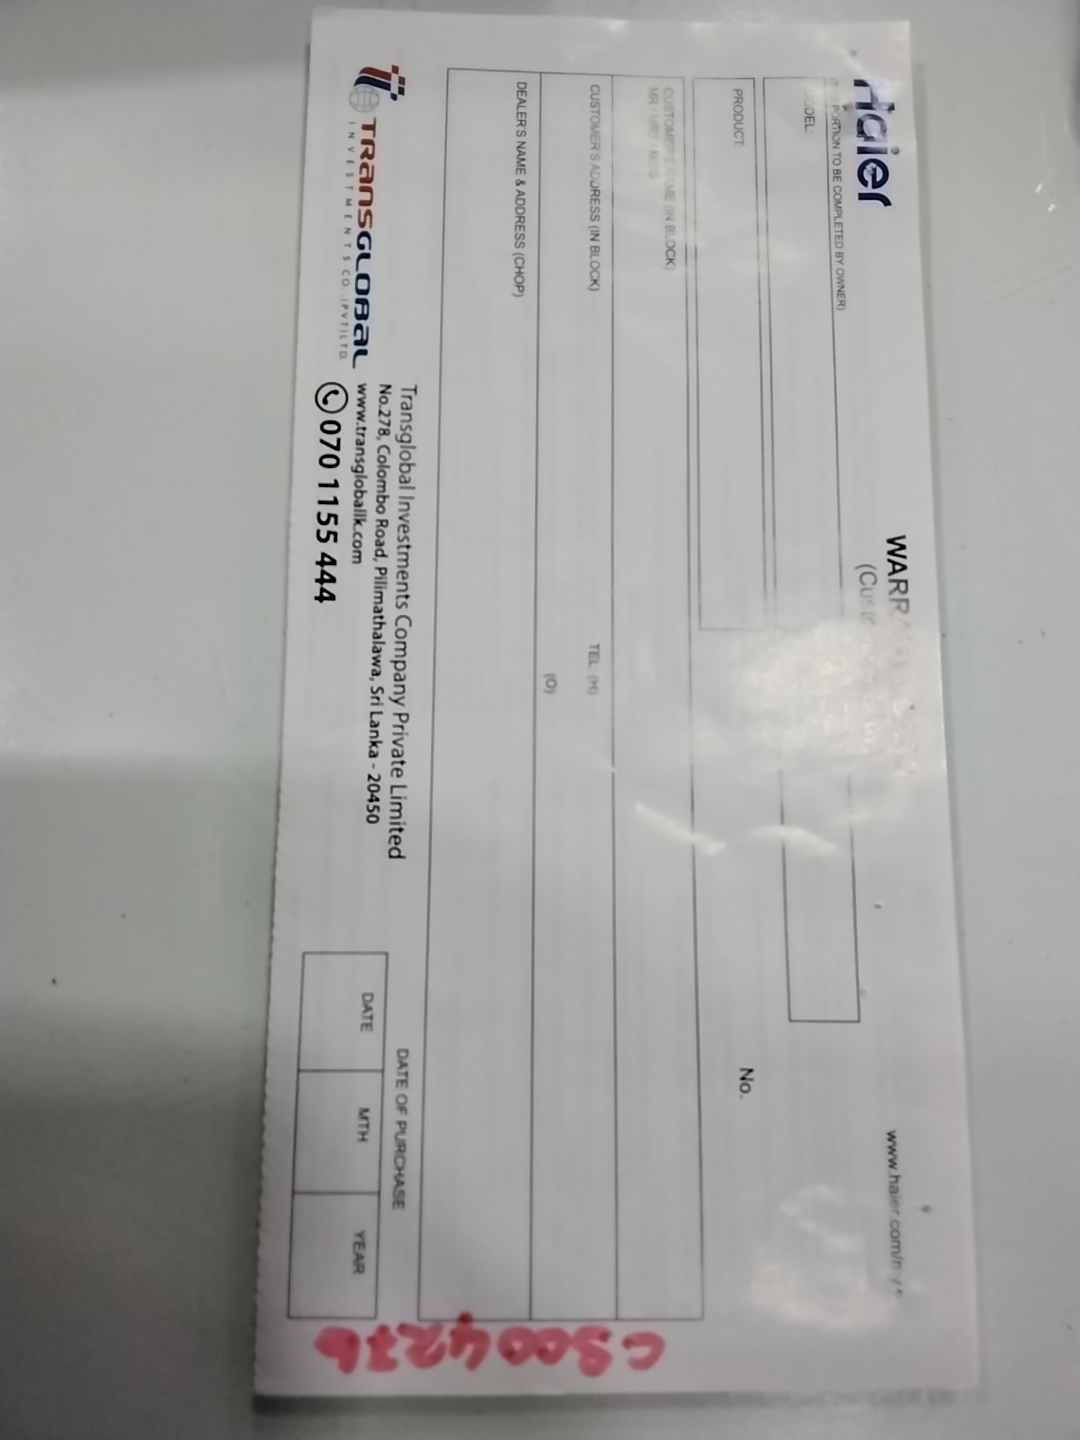 Haier
WARR
www.haier.com/my
PORTION TO BE COMPLETED BY OWNER)
MODEL:
PRODUCT:
No.
CUSTOMER'S NAME (IN BLOCK)
CUSTOMER'S ADDRESS (IN BLOCK)
TEL: (H)
(O)
DEALER'S NAME & ADDRESS (CHOP)
DATE OF PURCHASE
DATE MTH YEAR
TRANSGLOBAL
INVESTMENTS CO.,(PVT)LTD.
Transglobal Investments Company Private Limited
No.278, Colombo Road, Pilimathalawa, Sri Lanka - 20450
www.transgloballk.com
070 1155 444